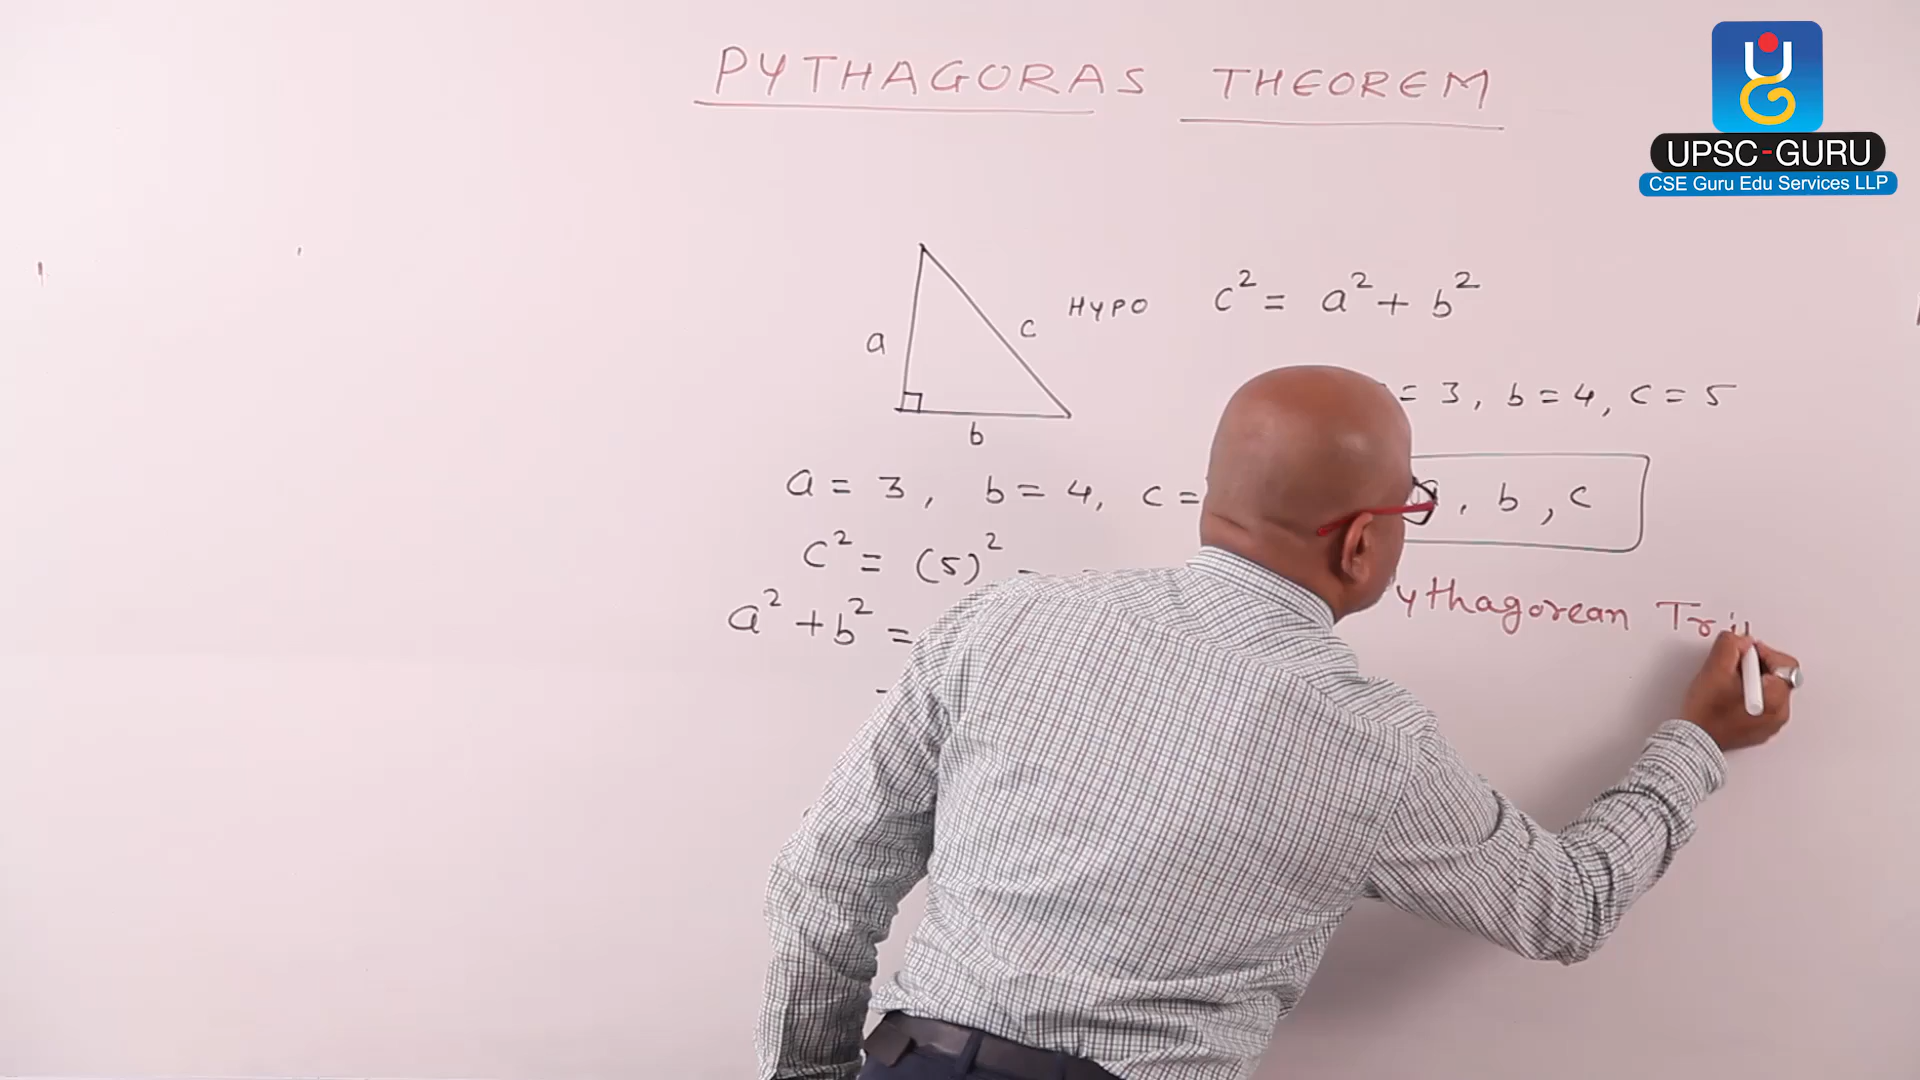 PYTHAGORAS THEOREM
UPSC-GURU
CSE Guru Edu Services LLP
a
c
HYPO
b
c² = a² + b²
= 3, b = 4, c = 5
a = 3, b = 4, c =
, b, c
c² = (5)²
a² + b² =
ythagorean Tri